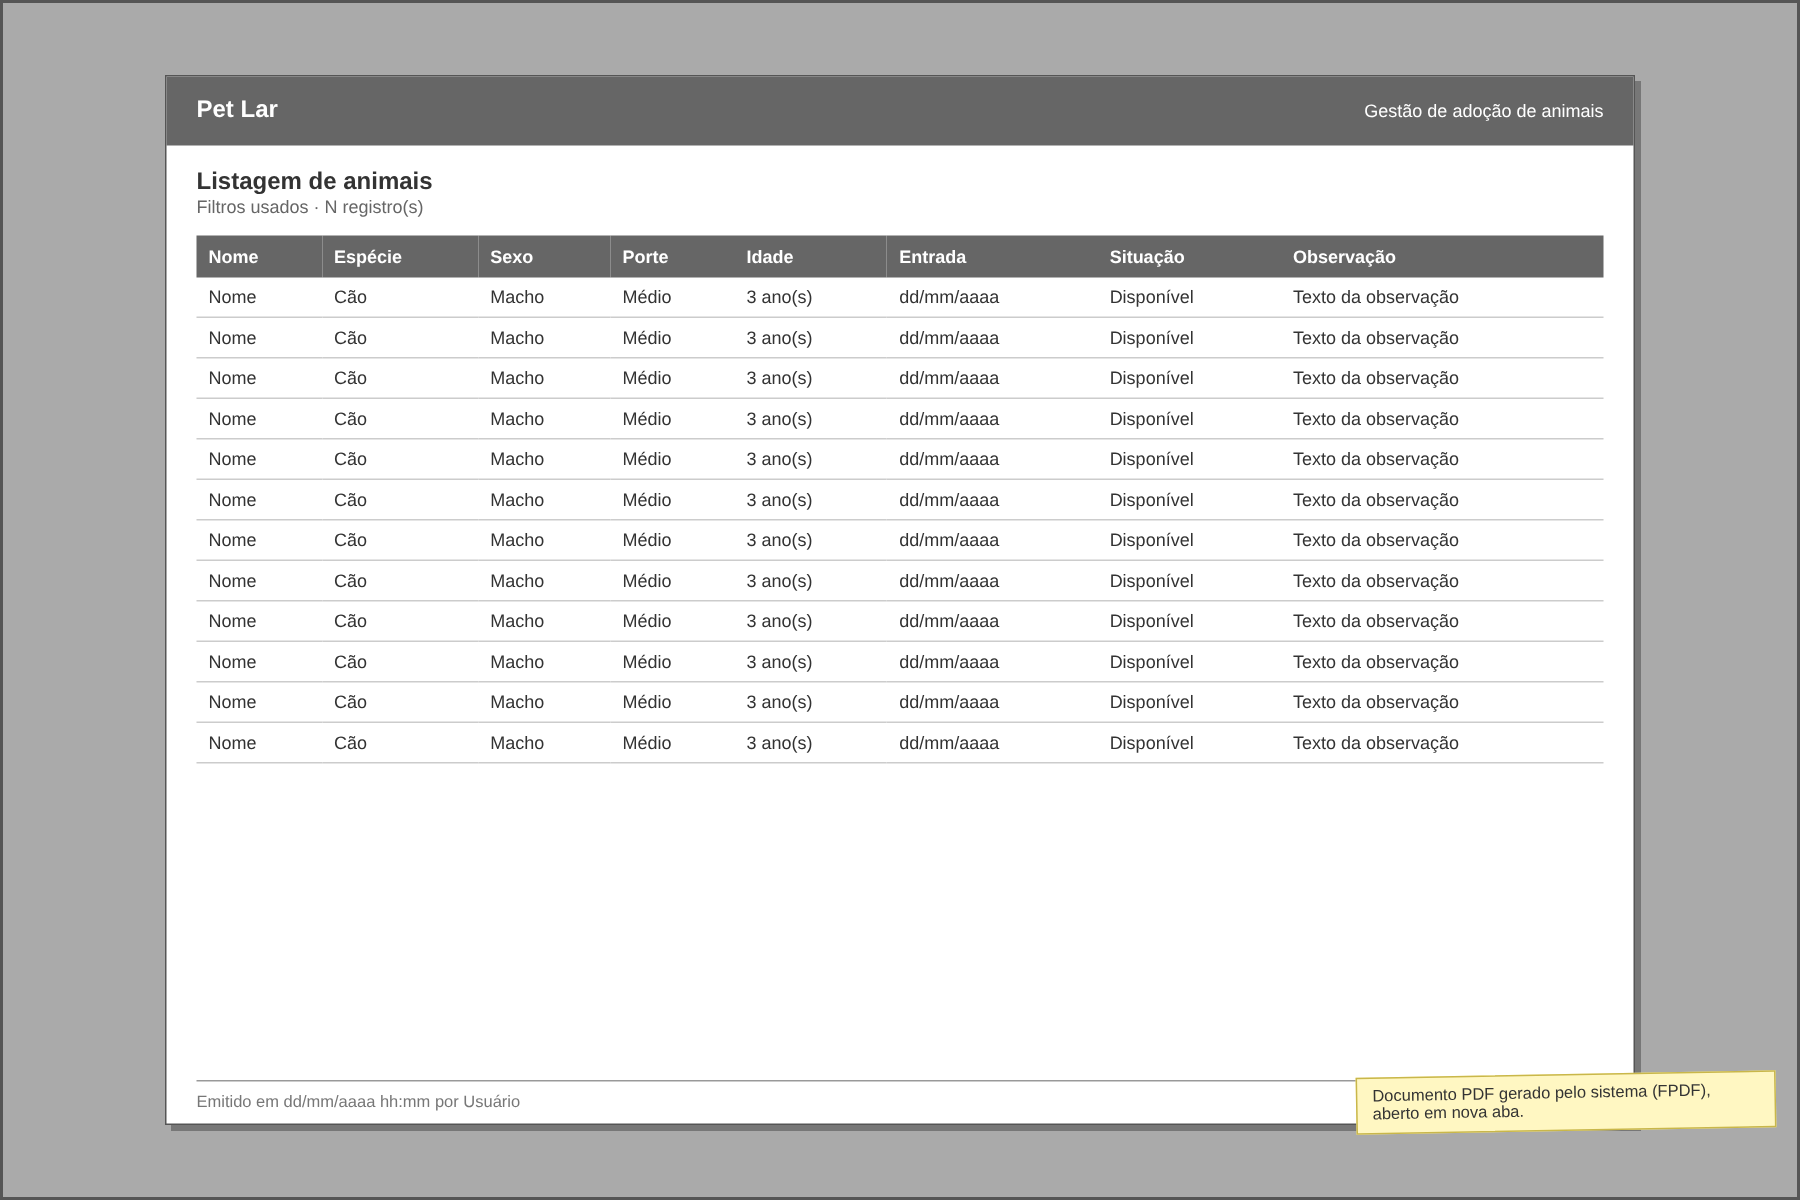 Pet Lar
Gestão de adoção de animais
Listagem de animais
Filtros usados · N registro(s)
Nome Espécie Sexo Porte Idade Entrada Situação Observação
Nome Cão Macho Médio 3 ano(s) dd/mm/aaaa Disponível Texto da observação
Nome Cão Macho Médio 3 ano(s) dd/mm/aaaa Disponível Texto da observação
Nome Cão Macho Médio 3 ano(s) dd/mm/aaaa Disponível Texto da observação
Nome Cão Macho Médio 3 ano(s) dd/mm/aaaa Disponível Texto da observação
Nome Cão Macho Médio 3 ano(s) dd/mm/aaaa Disponível Texto da observação
Nome Cão Macho Médio 3 ano(s) dd/mm/aaaa Disponível Texto da observação
Nome Cão Macho Médio 3 ano(s) dd/mm/aaaa Disponível Texto da observação
Nome Cão Macho Médio 3 ano(s) dd/mm/aaaa Disponível Texto da observação
Nome Cão Macho Médio 3 ano(s) dd/mm/aaaa Disponível Texto da observação
Nome Cão Macho Médio 3 ano(s) dd/mm/aaaa Disponível Texto da observação
Nome Cão Macho Médio 3 ano(s) dd/mm/aaaa Disponível Texto da observação
Nome Cão Macho Médio 3 ano(s) dd/mm/aaaa Disponível Texto da observação
Emitido em dd/mm/aaaa hh:mm por Usuário
Documento PDF gerado pelo sistema (FPDF),
aberto em nova aba.